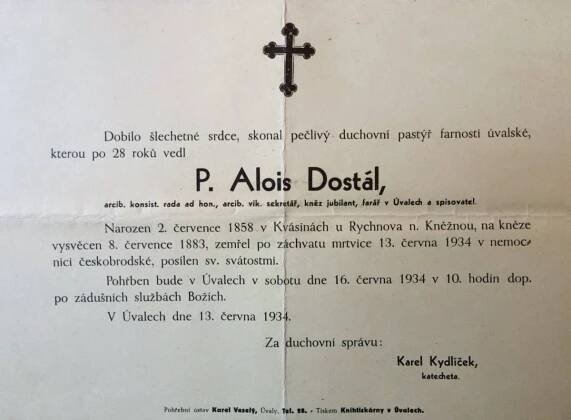 Dobilo šlechetné srdce, skonal pečlivý duchovní pastýř farnosti úvalské,
kterou po 28 roků vedl
P. Alois Dostál,
arcib. konsist. rada ad hon., arcib. vik. sekretář, kněz jubilant, farář v Úvalech a spisovatel.
Narozen 2. července 1858 v Kvásinách u Rychnova n. Kněžnou, na kněze
vysvěcen 8. července 1883, zemřel po záchvatu mrtvice 13. června 1934 v nemoc-
nici českobrodské, posilen sv. svátostmi.
Pohřben bude v Úvalech v sobotu dne 16. června 1934 v 10. hodin dop.
po zádušních službách Božích.
V Úvalech dne 13. června 1934.
Za duchovní správu:
Karel Kydlíček,
katecheta.
Pohřební ústav Karel Veselý, Úvaly, Tel. 28. - Tiskem Knihtiskárny v Úvalech.